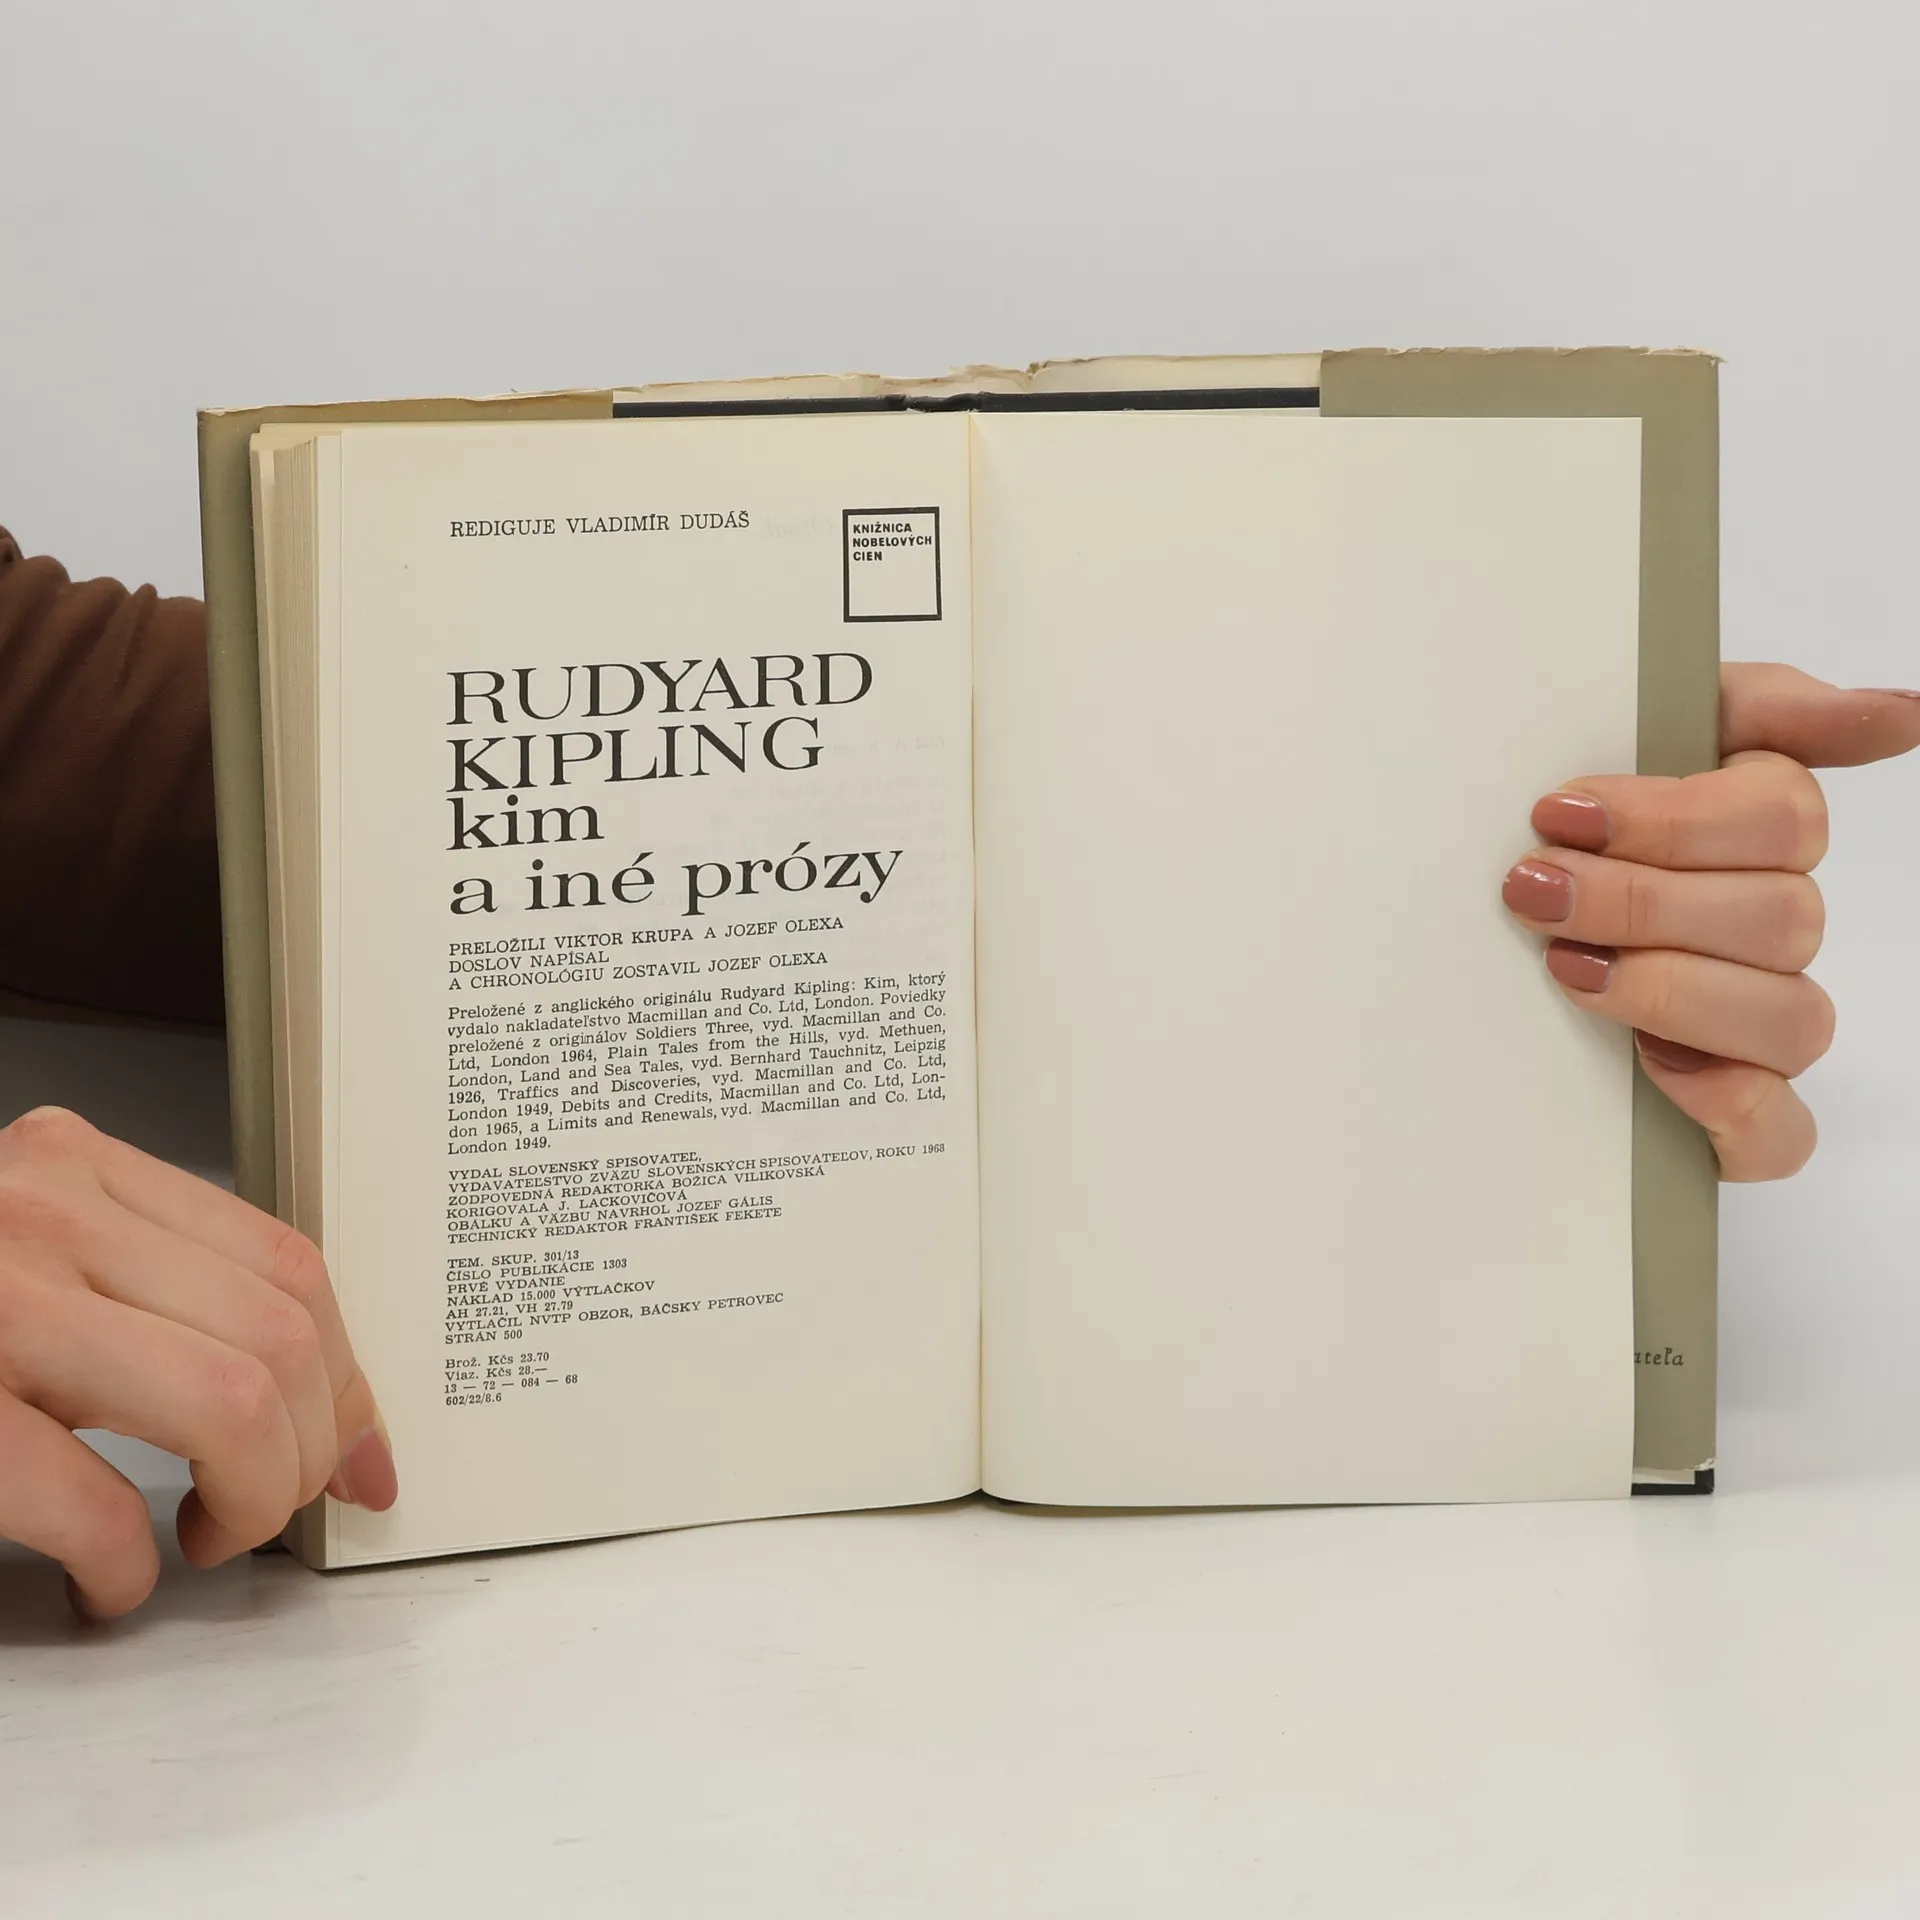 REDIGUJE VLADIMÍR DUDÁŠ
KNIŽNICA
NOBELOVÝCH
CIEN
RUDYARD
KIPLING
kim
a iné prózy
PRELOŽILI VIKTOR KRUPA A JOZEF OLEXA
DOSLOV NAPÍSAL
A CHRONOLÓGIU ZOSTAVIL JOZEF OLEXA
Preložené z anglického originálu Rudyard Kipling: Kim, ktorý
vydalo nakladateľstvo Macmillan and Co. Ltd, London. Poviedky
preložené z originálov Soldiers Three, vyd. Macmillan and Co.
Ltd, London 1964, Plain Tales from the Hills, vyd. Methuen,
London, Land and Sea Tales, vyd. Bernhard Tauchnitz, Leipzig
1926, Traffics and Discoveries, vyd. Macmillan and Co. Ltd,
London 1949, Debits and Credits, Macmillan and Co. Ltd, Lon-
don 1965, a Limits and Renewals, vyd. Macmillan and Co. Ltd,
London 1949.
VYDAL SLOVENSKÝ SPISOVATEĽ,
VYDAVATEĽSTVO ZVÄZU SLOVENSKÝCH SPISOVATEĽOV, ROKU 1968
ZODPOVEDNÁ REDAKTORKA BOŽICA VILIKOVSKÁ
KORIGOVALA J. LACKOVIČOVÁ
OBÁLKU A VÄZBU NAVRHOL JOZEF GÁLIS
TECHNICKÝ REDAKTOR FRANTIŠEK FEKETE
TEM. SKUP. 301/13
ČÍSLO PUBLIKÁCIE 1303
PRVÉ VYDANIE
NÁKLAD 15.000 VÝTLAČKOV
AH 27.21, VH 27.79
VYTLAČIL NVTP OBZOR, BÁČSKY PETROVEC
STRÁN 500
Brož. Kčs 23.70
Viaz. Kčs 28.—
13 — 72 — 084 — 68
602/22/8.6
ateľa